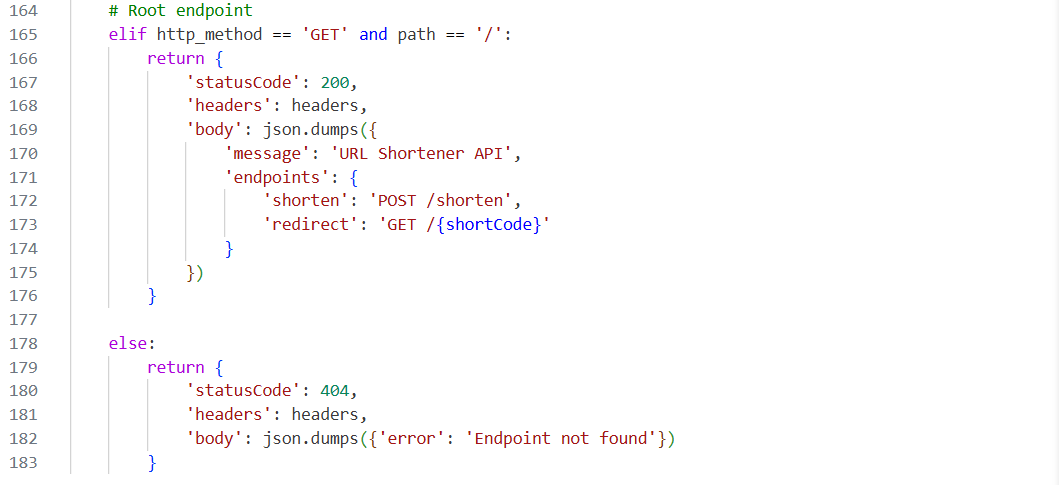 164 # Root endpoint
165 elif http_method == 'GET' and path == '/':
166 return {
167 'statusCode': 200,
168 'headers': headers,
169 'body': json.dumps({
170 'message': 'URL Shortener API',
171 'endpoints': {
172 'shorten': 'POST /shorten',
173 'redirect': 'GET /{shortCode}'
174 }
175 })
176 }
177
178 else:
179 return {
180 'statusCode': 404,
181 'headers': headers,
182 'body': json.dumps({'error': 'Endpoint not found'})
183 }